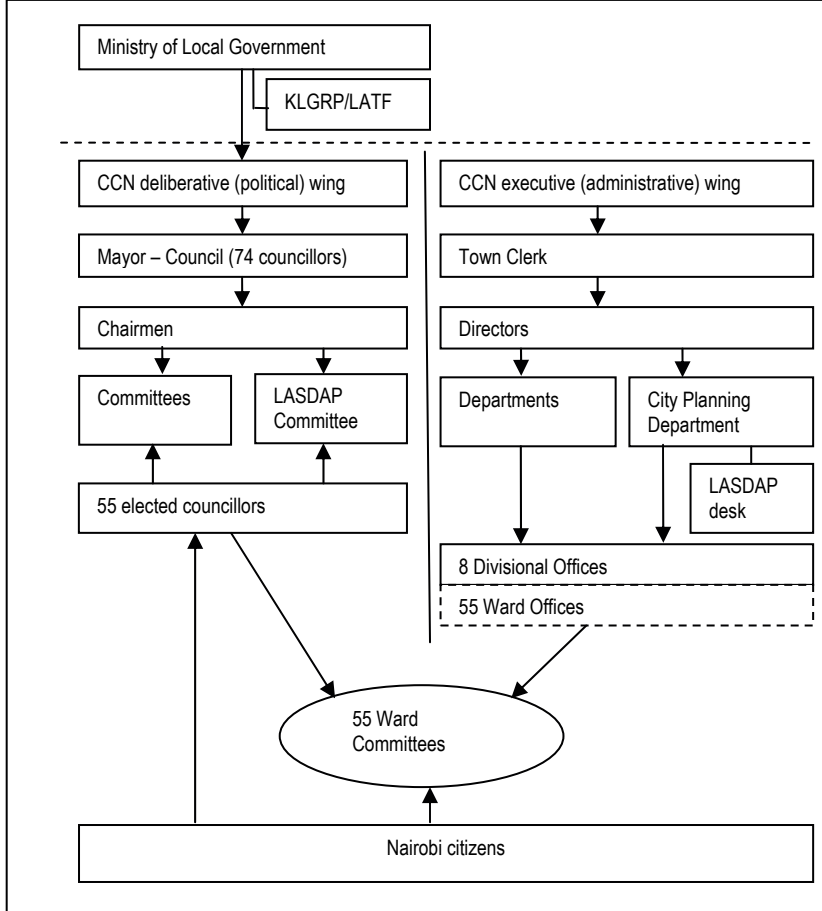 Ministry of Local Government
KLGRP/LATF
CCN deliberative (political) wing
CCN executive (administrative) wing
Mayor – Council (74 councillors)
Town Clerk
Chairmen
Directors
Committees
LASDAP
Committee
Departments
City Planning
Department
LASDAP
desk
55 elected councillors
8 Divisional Offices
55 Ward Offices
55 Ward
Committees
Nairobi citizens